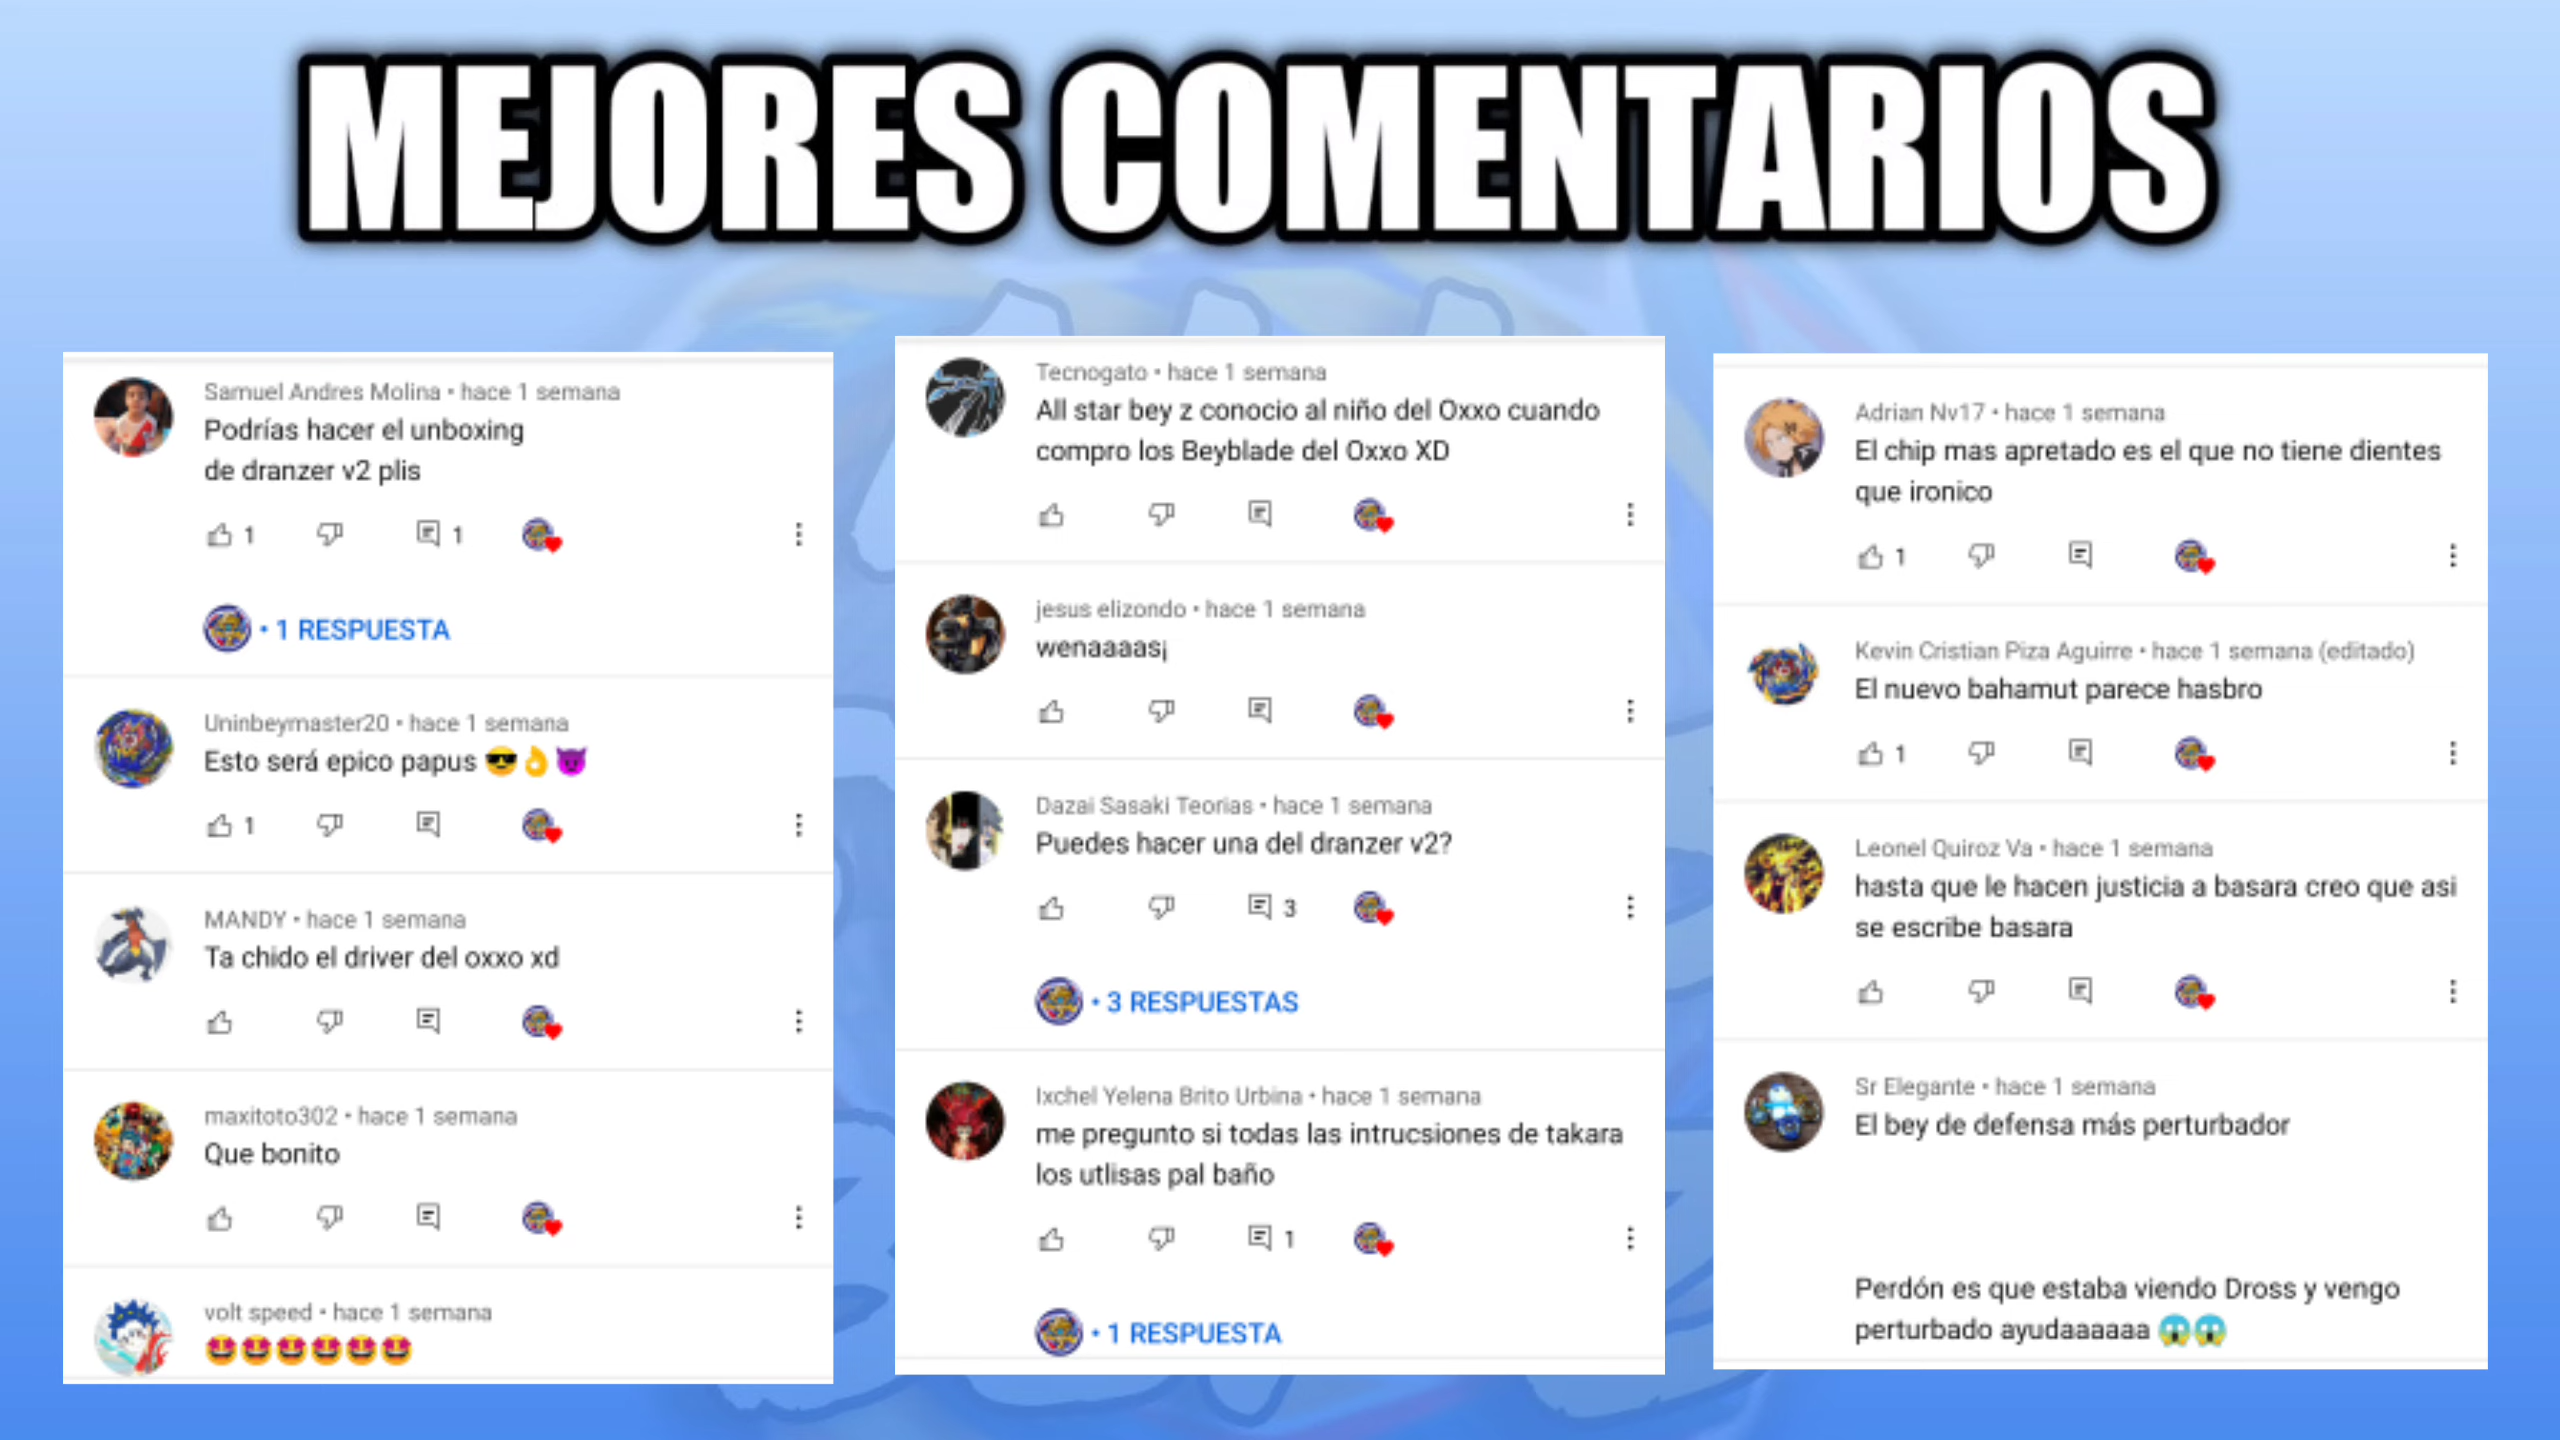 MEJORES COMENTARIOS
Samuel Andres Molina • hace 1 semana
Podrías hacer el unboxing
de dranzer v2 plis
1 1
• 1 RESPUESTA
Uninbeymaster20 • hace 1 semana
Esto será epico papus 😎👌😈
1
MANDY • hace 1 semana
Ta chido el driver del oxxo xd
maxitoto302 • hace 1 semana
Que bonito
volt speed • hace 1 semana
🤩🤩🤩🤩🤩🤩
Tecnogato • hace 1 semana
All star bey z conocio al niño del Oxxo cuando
compro los Beyblade del Oxxo XD
jesus elizondo • hace 1 semana
wenaaaas¡
Dazai Sasaki Teorias • hace 1 semana
Puedes hacer una del dranzer v2?
3
• 3 RESPUESTAS
Ixchel Yelena Brito Urbina • hace 1 semana
me pregunto si todas las intrucsiones de takara
los utlisas pal baño
1
• 1 RESPUESTA
Adrian Nv17 • hace 1 semana
El chip mas apretado es el que no tiene dientes
que ironico
1
Kevin Cristian Piza Aguirre • hace 1 semana (editado)
El nuevo bahamut parece hasbro
1
Leonel Quiroz Va • hace 1 semana
hasta que le hacen justicia a basara creo que asi
se escribe basara
Sr Elegante • hace 1 semana
El bey de defensa más perturbador
Perdón es que estaba viendo Dross y vengo
perturbado ayudaaaaaa 😱😱